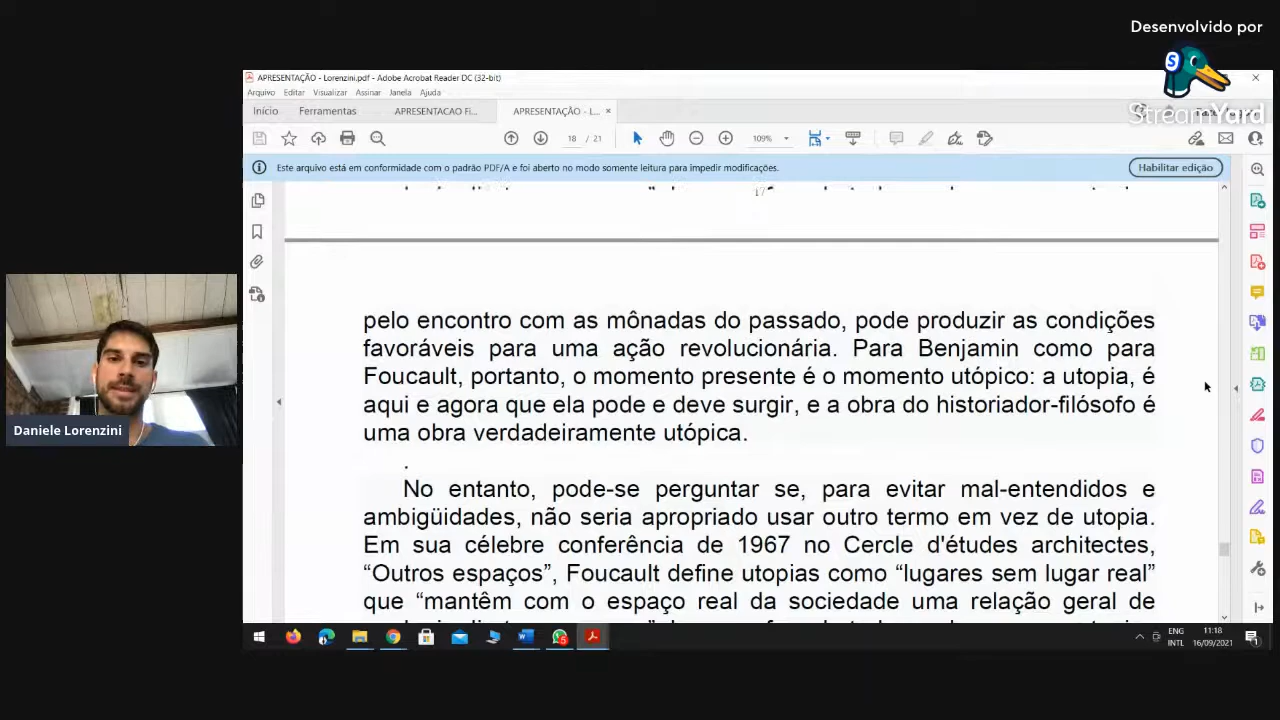 Desenvolvido por
StreamYard
APRESENTAÇÃO - Lorenzini.pdf - Adobe Acrobat Reader DC (32-bit)
Arquivo Editar Visualizar Assinar Janela Ajuda
Início Ferramentas APRESENTACAO Fi... APRESENTAÇÃO - L... ×
18 / 21 109%
Este arquivo está em conformidade com o padrão PDF/A e foi aberto no modo somente leitura para impedir modificações. Habilitar edição
17
pelo encontro com as mônadas do passado, pode produzir as condições
favoráveis para uma ação revolucionária. Para Benjamin como para
Foucault, portanto, o momento presente é o momento utópico: a utopia, é
aqui e agora que ela pode e deve surgir, e a obra do historiador-filósofo é
uma obra verdadeiramente utópica.
.
No entanto, pode-se perguntar se, para evitar mal-entendidos e
ambigüidades, não seria apropriado usar outro termo em vez de utopia.
Em sua célebre conferência de 1967 no Cercle d'études architectes,
“Outros espaços”, Foucault define utopias como “lugares sem lugar real”
que “mantêm com o espaço real da sociedade uma relação geral de
Daniele Lorenzini
ENG 11:18
INTL 16/09/2021